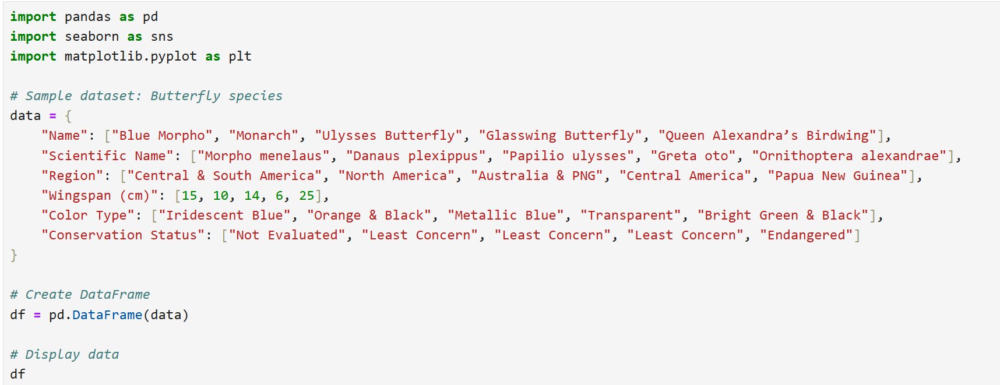 import pandas as pd
import seaborn as sns
import matplotlib.pyplot as plt
# Sample dataset: Butterfly species
data = {
"Name": ["Blue Morpho", "Monarch", "Ulysses Butterfly", "Glasswing Butterfly", "Queen Alexandra’s Birdwing"],
"Scientific Name": ["Morpho menelaus", "Danaus plexippus", "Papilio ulysses", "Greta oto", "Ornithoptera alexandrae"],
"Region": ["Central & South America", "North America", "Australia & PNG", "Central America", "Papua New Guinea"],
"Wingspan (cm)": [15, 10, 14, 6, 25],
"Color Type": ["Iridescent Blue", "Orange & Black", "Metallic Blue", "Transparent", "Bright Green & Black"],
"Conservation Status": ["Not Evaluated", "Least Concern", "Least Concern", "Least Concern", "Endangered"]
}
# Create DataFrame
df = pd.DataFrame(data)
# Display data
df